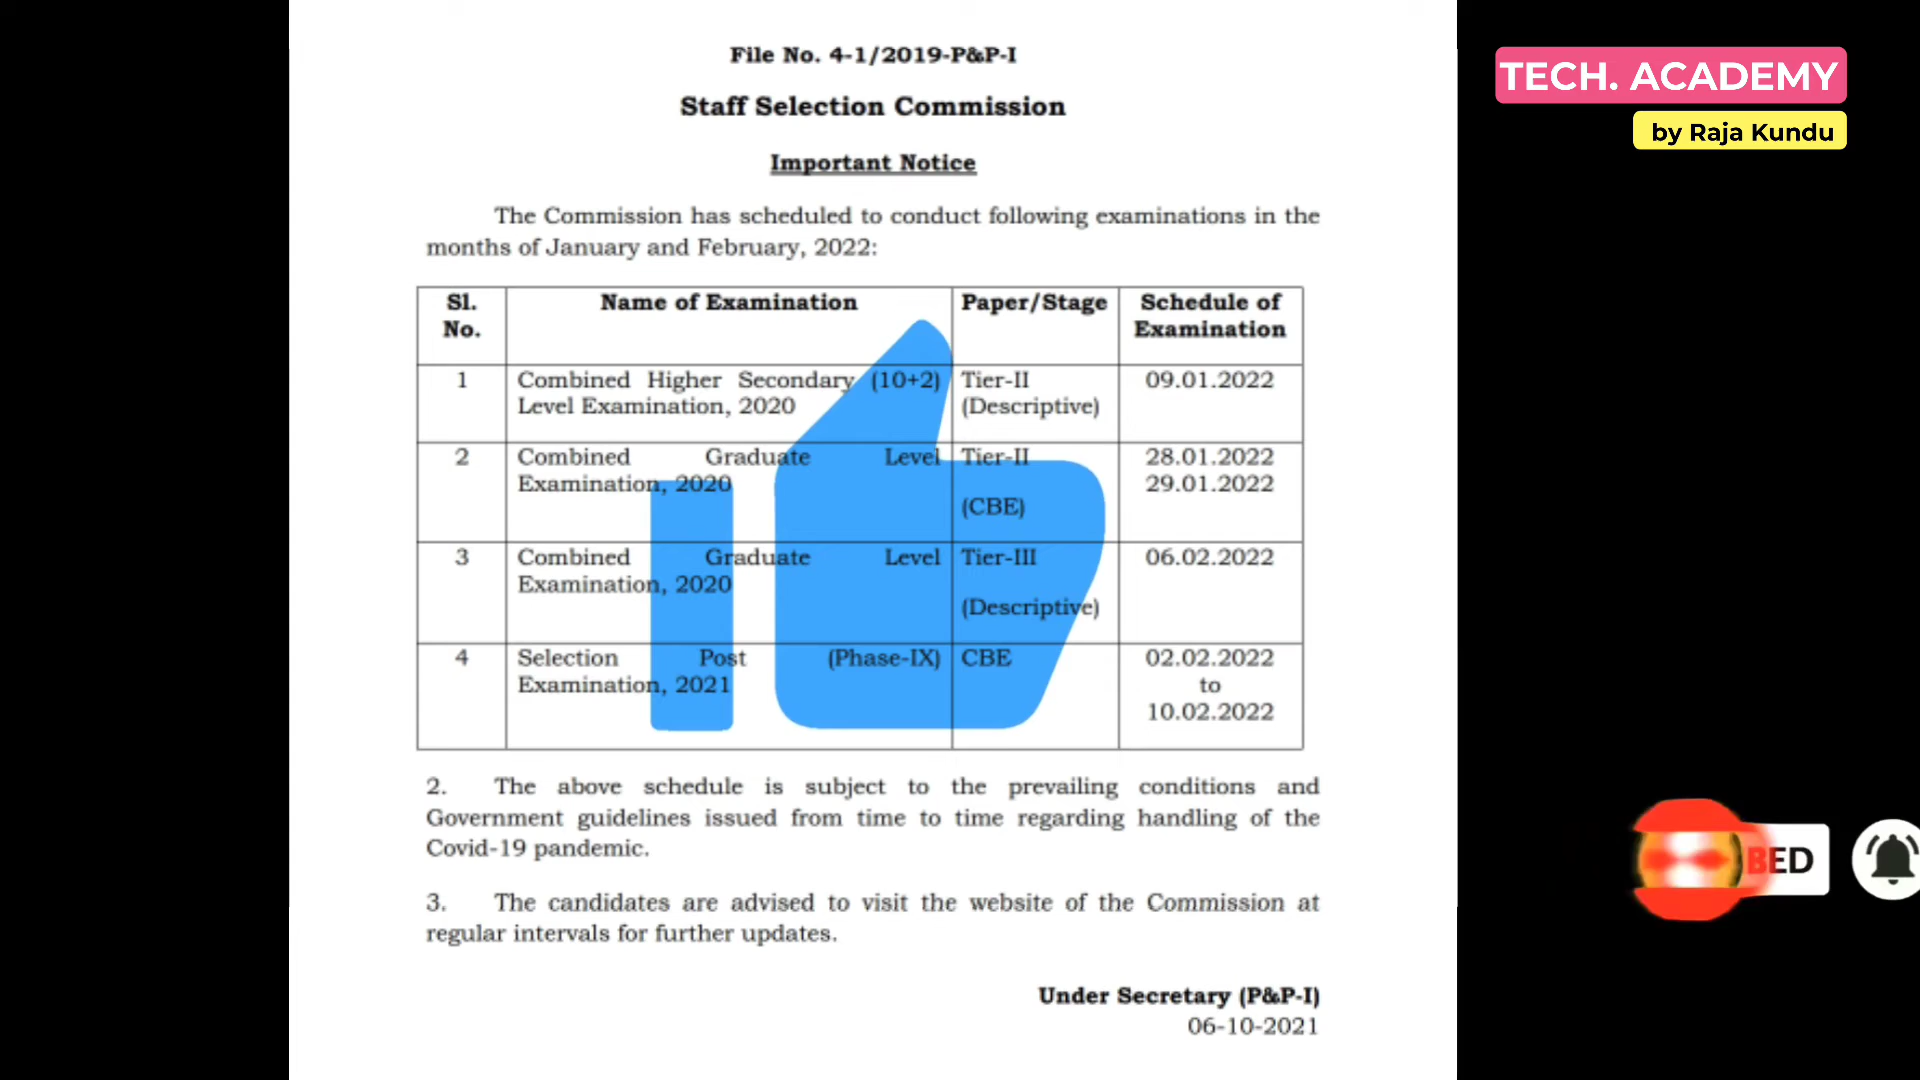 File No. 4-1/2019-P&P-I
Staff Selection Commission
Important Notice
The Commission has scheduled to conduct following examinations in the
months of January and February, 2022:
Sl. No. Name of Examination Paper/Stage Schedule of Examination
1 Combined Higher Secondary (10+2) Tier-II 09.01.2022
Level Examination, 2020 (Descriptive)
2 Combined Graduate Level Tier-II 28.01.2022
Examination, 2020 29.01.2022
(CBE)
3 Combined Graduate Level Tier-III 06.02.2022
Examination, 2020
(Descriptive)
4 Selection Post (Phase-IX) CBE 02.02.2022
Examination, 2021 to
10.02.2022
2. The above schedule is subject to the prevailing conditions and
Government guidelines issued from time to time regarding handling of the
Covid-19 pandemic.
3. The candidates are advised to visit the website of the Commission at
regular intervals for further updates.
Under Secretary (P&P-I)
06-10-2021
TECH. ACADEMY
by Raja Kundu